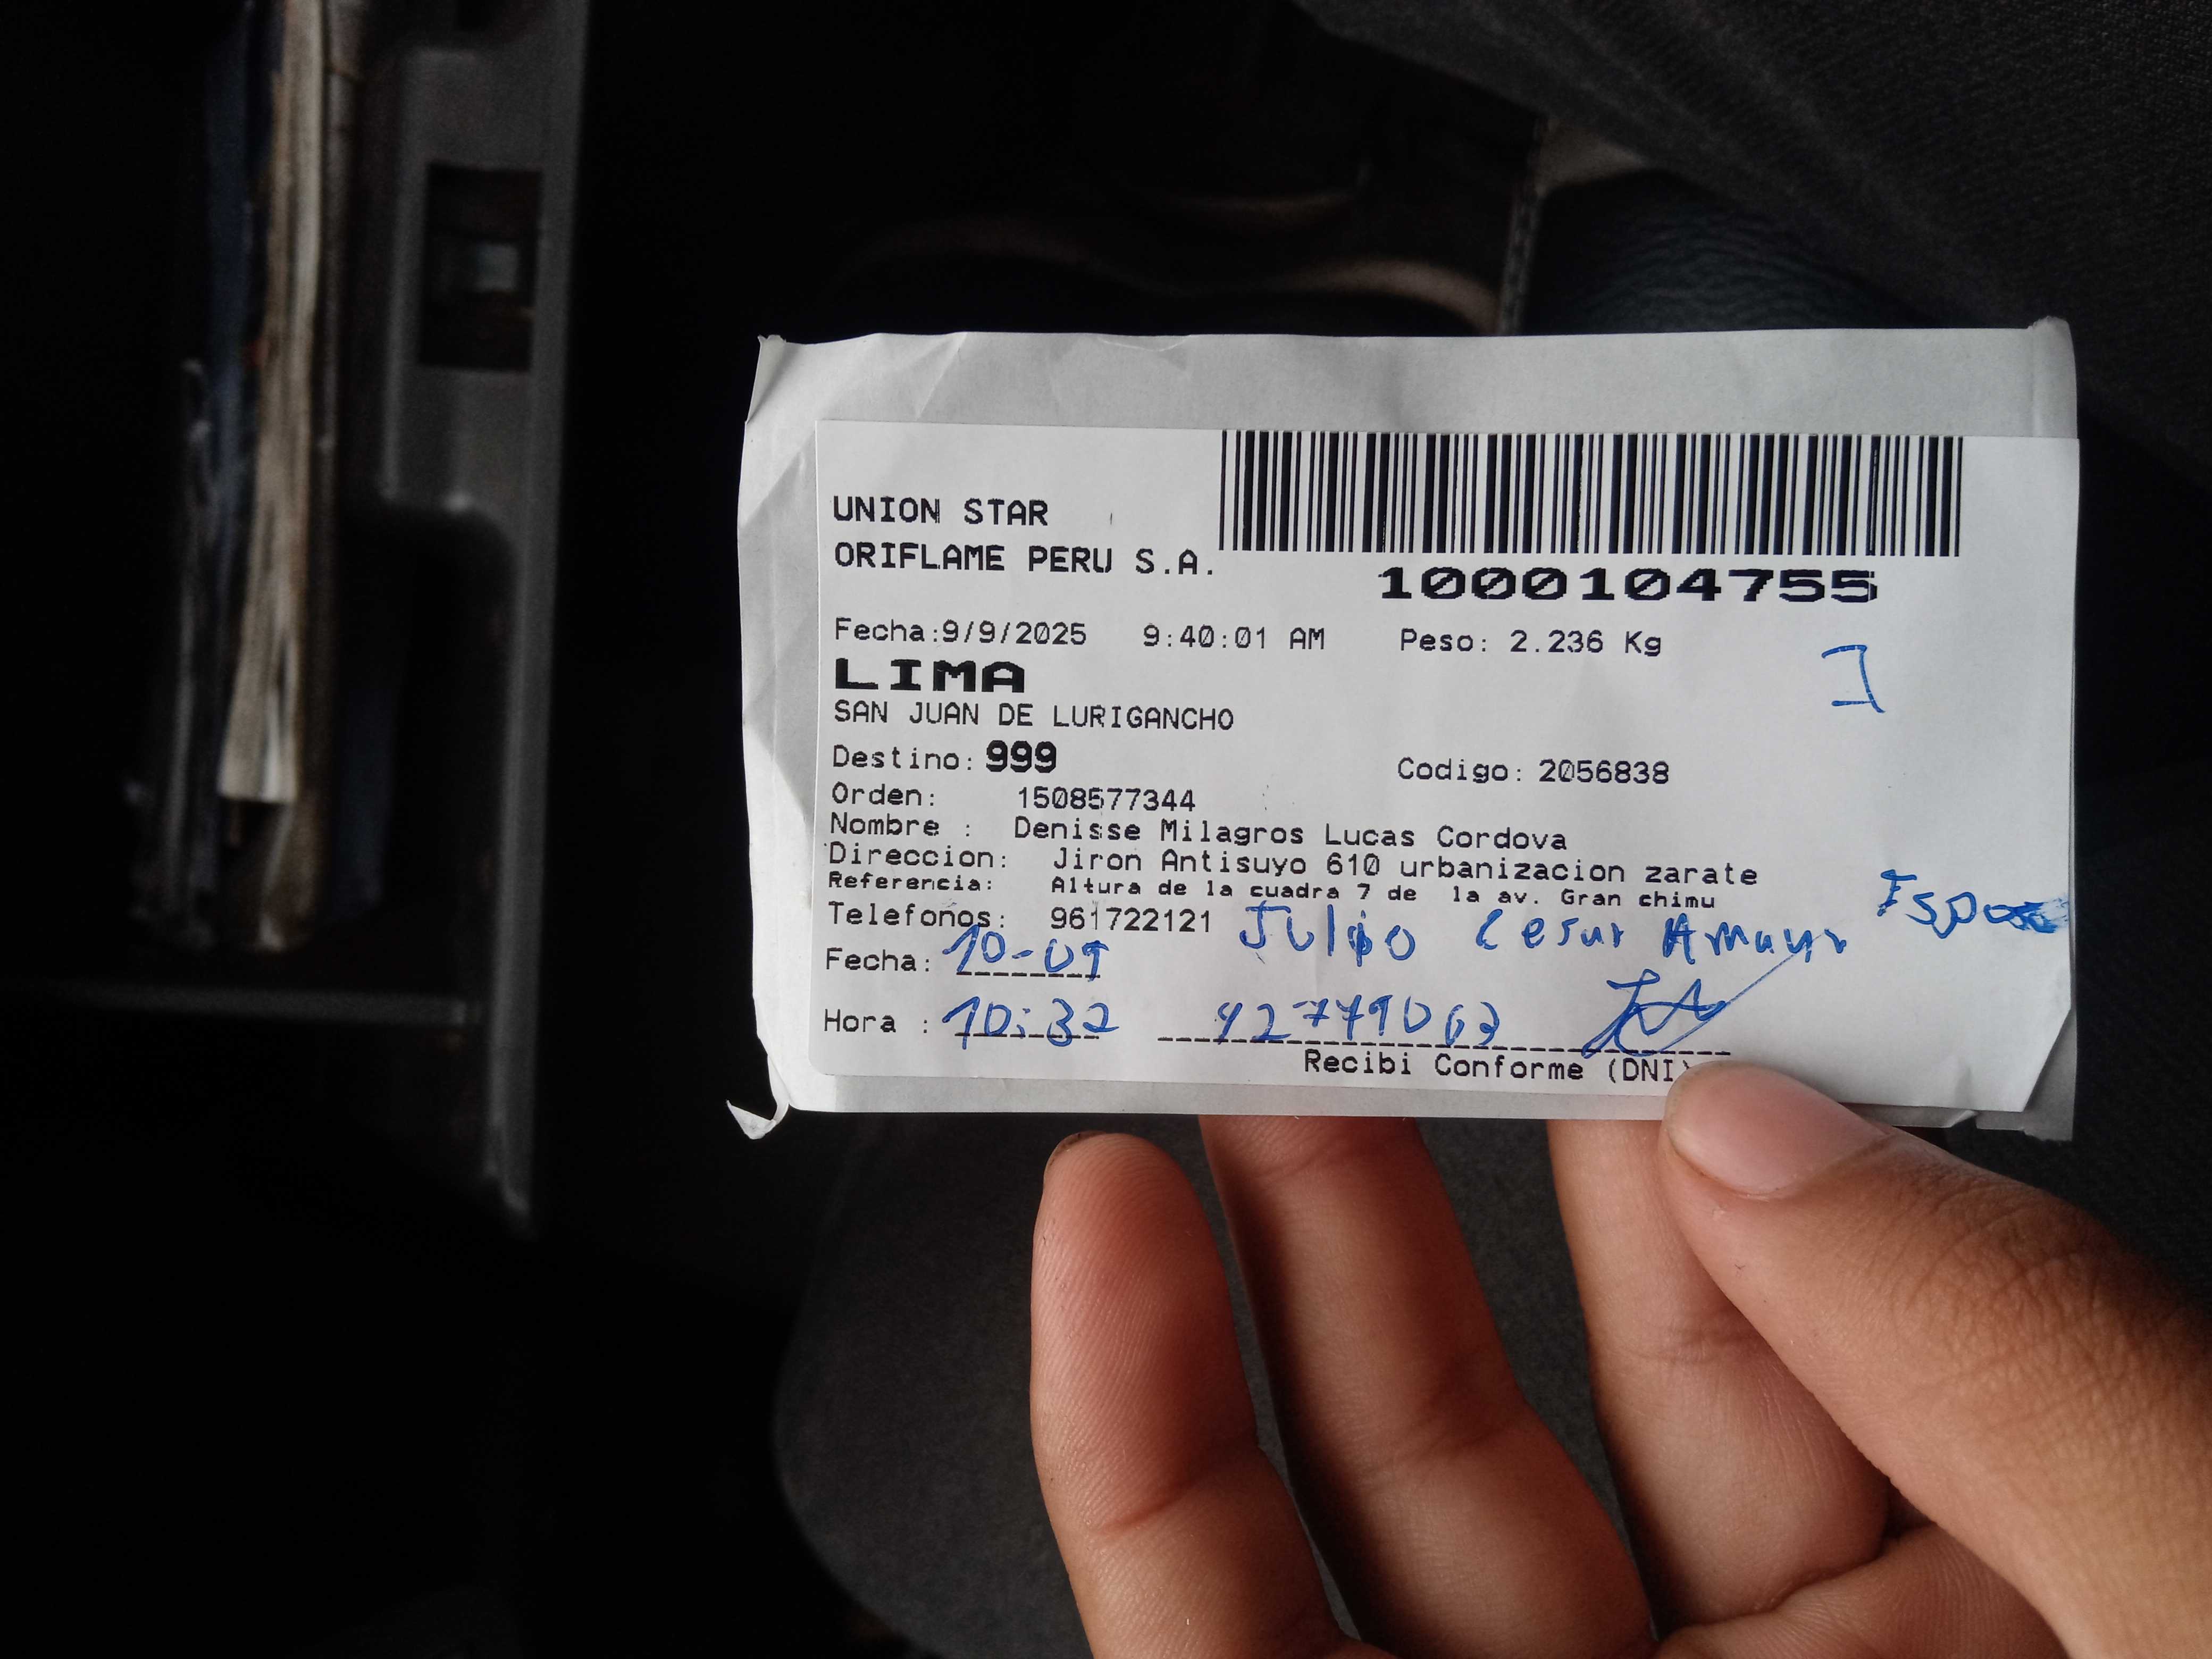 UNION STAR
ORIFLAME PERU S.A.
1000104755
Fecha:9/9/2025 9:40:01 AM Peso: 2.236 Kg
LIMA
SAN JUAN DE LURIGANCHO
Destino: 999 Codigo: 2056838
Orden: 1508577344
Nombre : Denisse Milagros Lucas Cordova
Direccion: Jiron Antisuyo 610 urbanizacion zarate
Referencia: Altura de la cuadra 7 de la av. Gran chimu
Telefonos: 961722121 Julio Cesar Amaya
Fecha: 10-09
Hora : 10:32
Recibi Conforme (DNI)